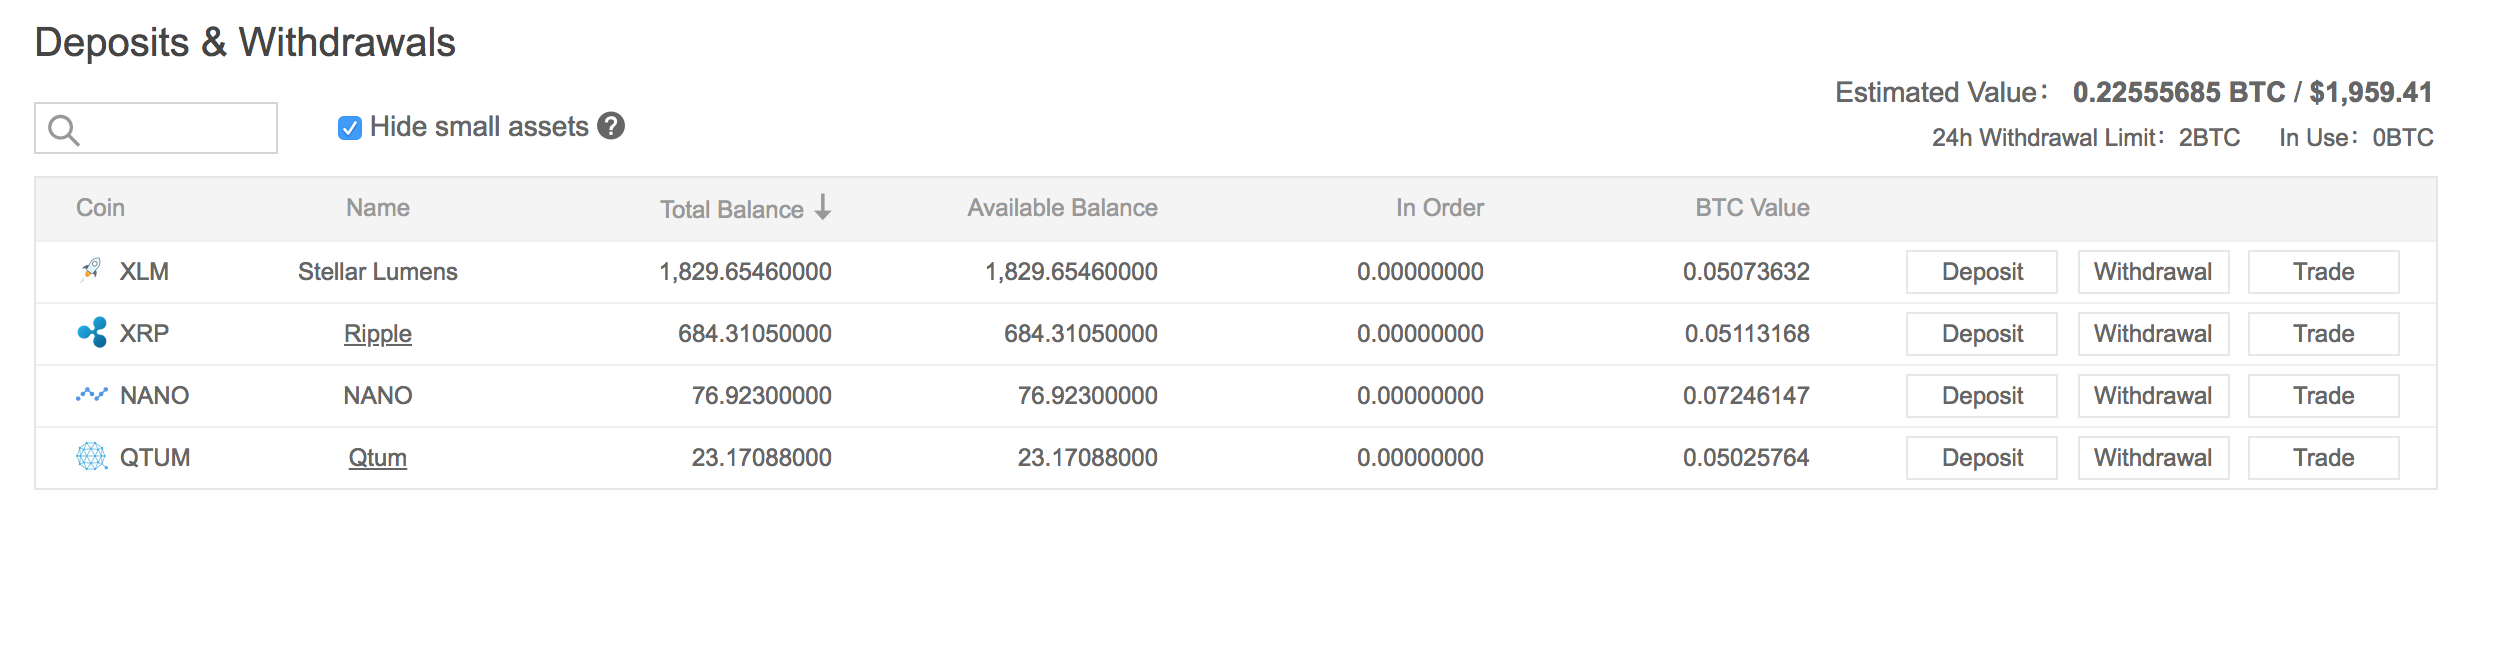 Deposits & Withdrawals
Estimated Value: 0.22555685 BTC / $1,959.41
Hide small assets ?
24h Withdrawal Limit: 2BTC In Use: 0BTC
Coin Name Total Balance ↓ Available Balance In Order BTC Value
XLM Stellar Lumens 1,829.65460000 1,829.65460000 0.00000000 0.05073632 Deposit Withdrawal Trade
XRP Ripple 684.31050000 684.31050000 0.00000000 0.05113168 Deposit Withdrawal Trade
NANO NANO 76.92300000 76.92300000 0.00000000 0.07246147 Deposit Withdrawal Trade
QTUM Qtum 23.17088000 23.17088000 0.00000000 0.05025764 Deposit Withdrawal Trade